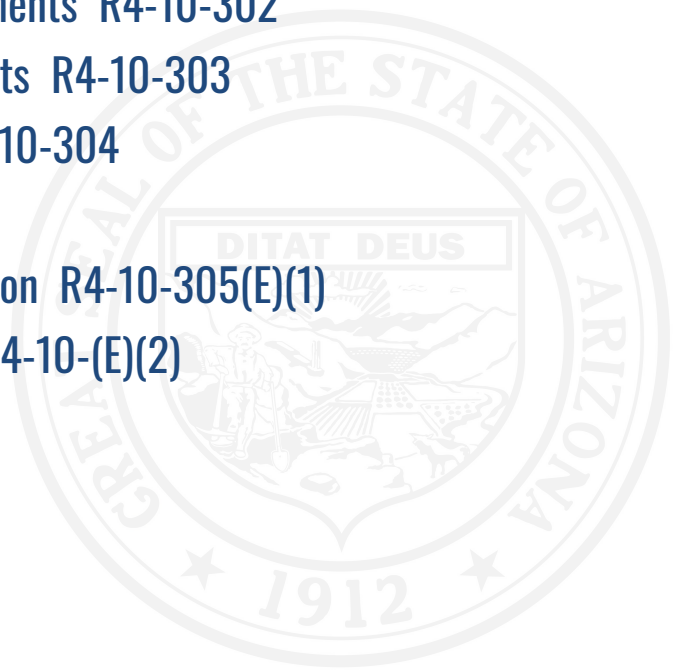 ents R4-10-302
ts R4-10-303
10-304
on R4-10-305(E)(1)
4-10-(E)(2)
GREAT SEAL OF THE STATE OF ARIZONA
DITAT DEUS
1912